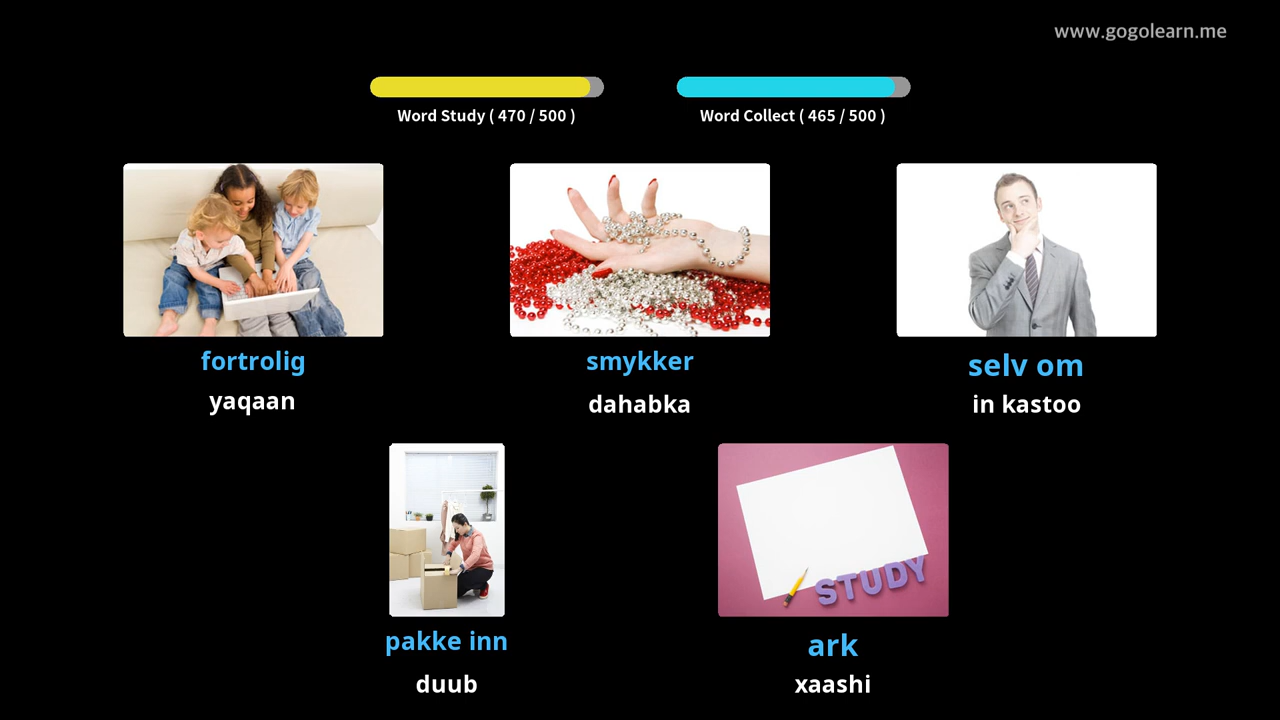 www.gogolearn.me
Word Study ( 470 / 500 )
Word Collect ( 465 / 500 )
fortrolig
yaqaan
smykker
dahabka
selv om
in kastoo
STUDY
pakke inn
duub
ark
xaashi